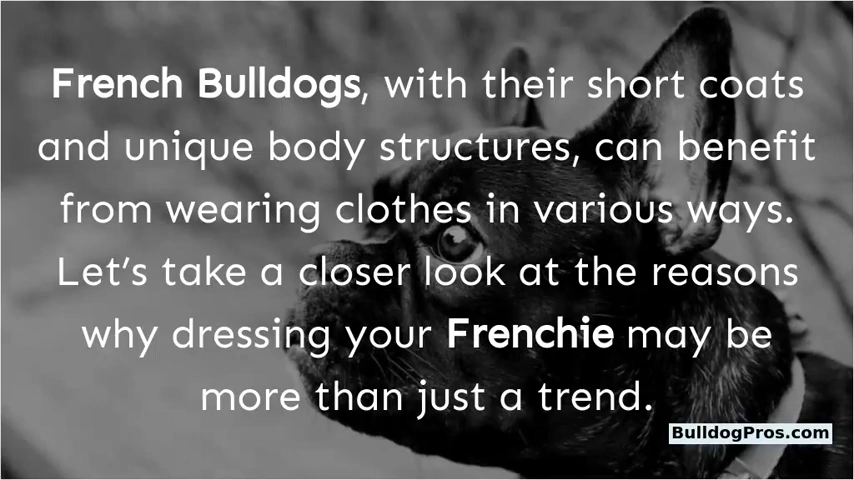 French Bulldogs, with their short coats
and unique body structures, can benefit
from wearing clothes in various ways.
Let’s take a closer look at the reasons
why dressing your Frenchie may be
more than just a trend.
BulldogPros.com